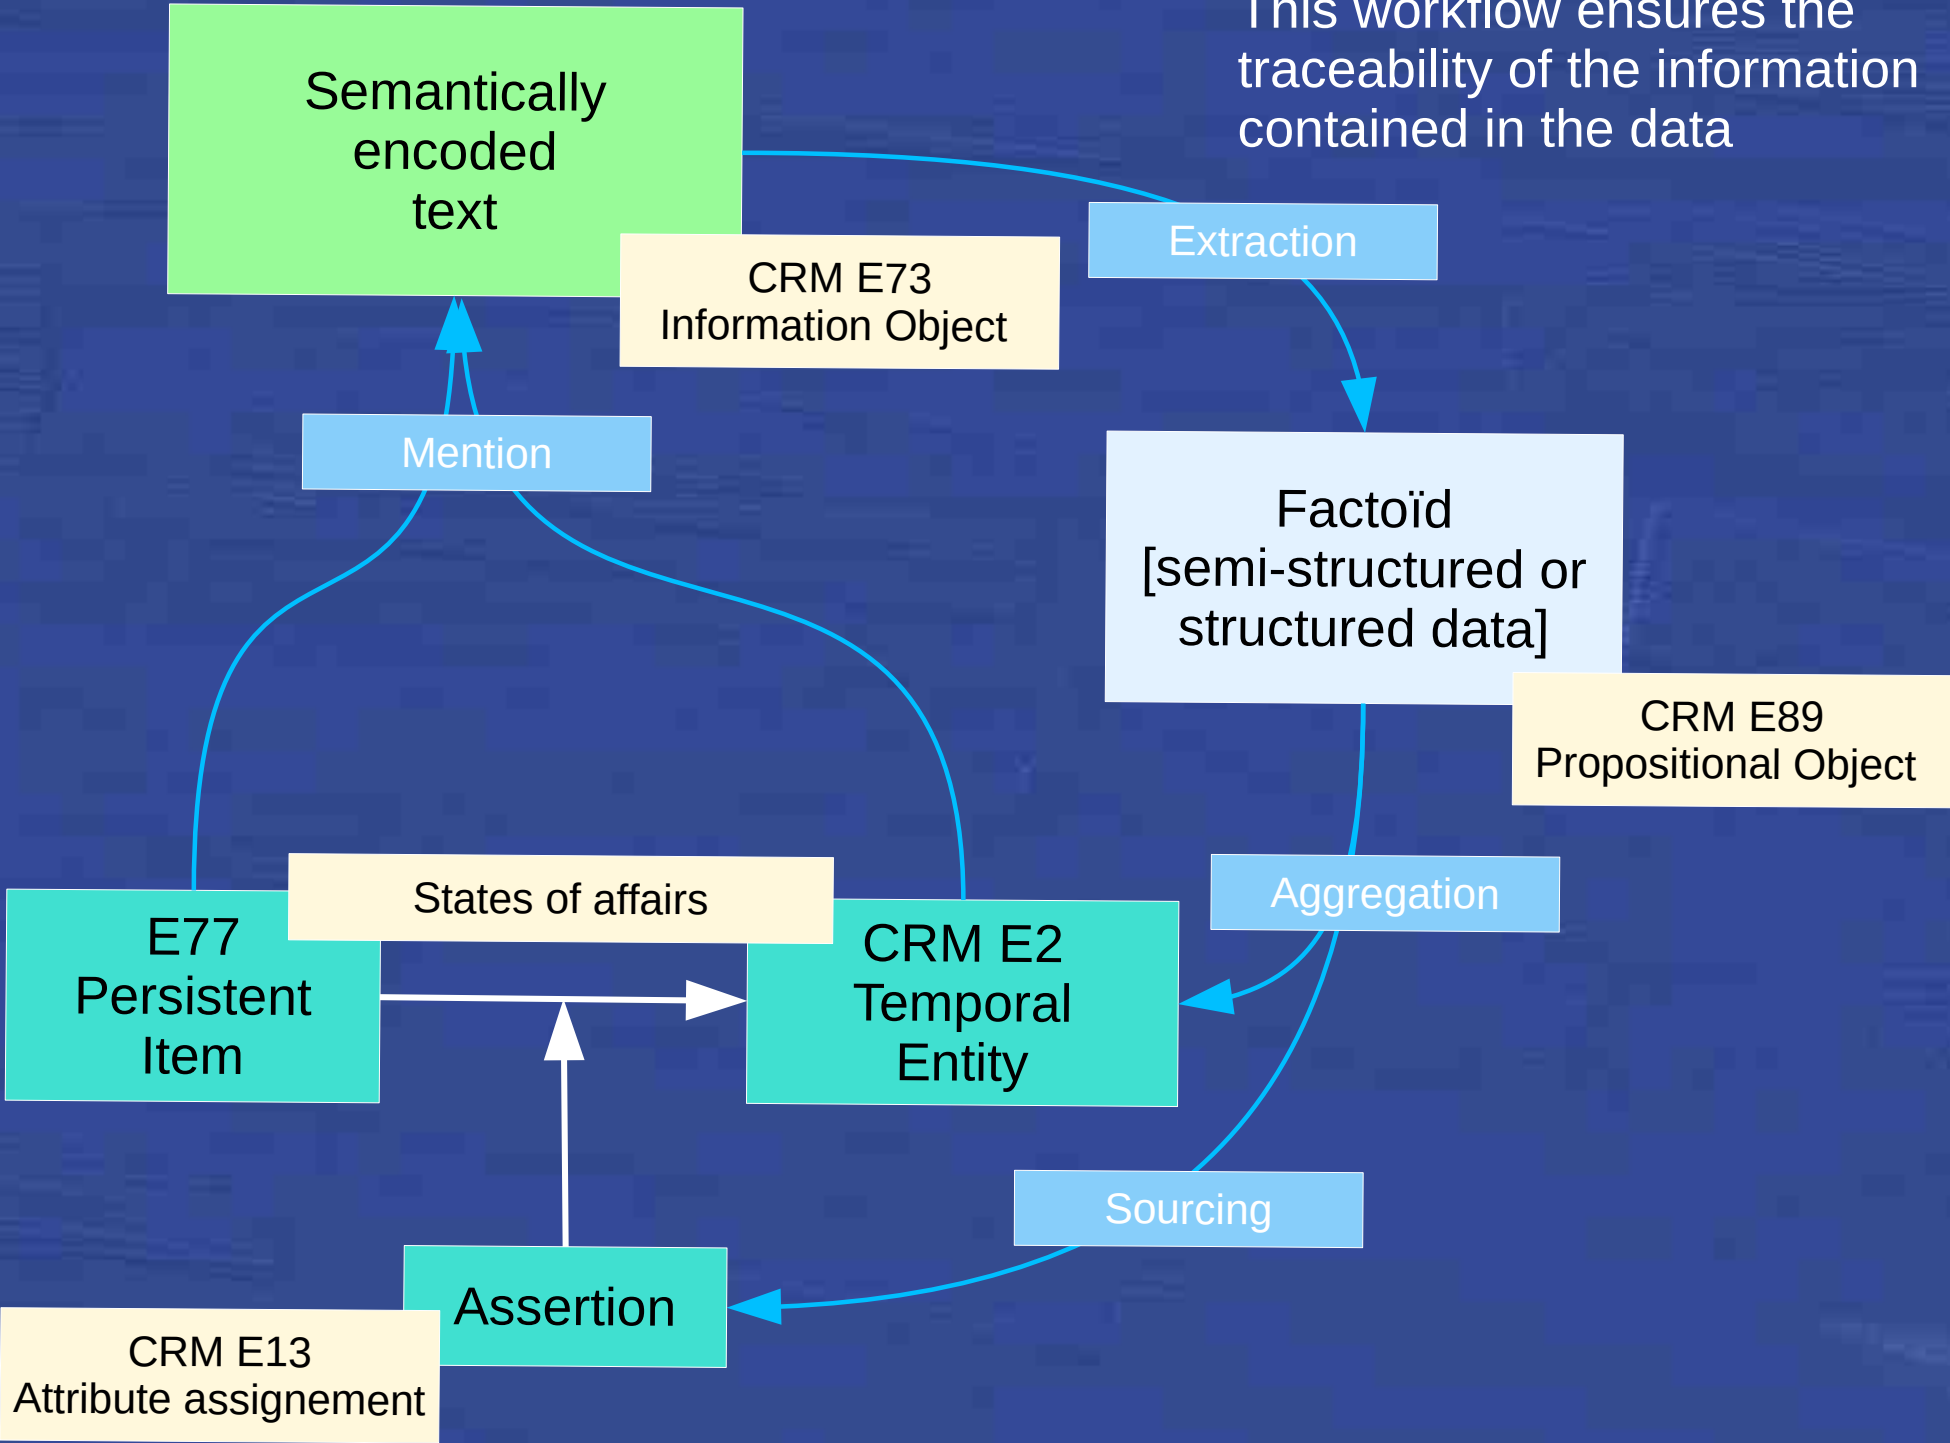 This workflow ensures the
traceability of the information
contained in the data
Semantically
encoded
text
Extraction
CRM E73
Information Object
Mention
Factoïd
[semi-structured or
structured data]
CRM E89
Propositional Object
States of affairs
Aggregation
E77
Persistent
Item
CRM E2
Temporal
Entity
Sourcing
Assertion
CRM E13
Attribute assignement